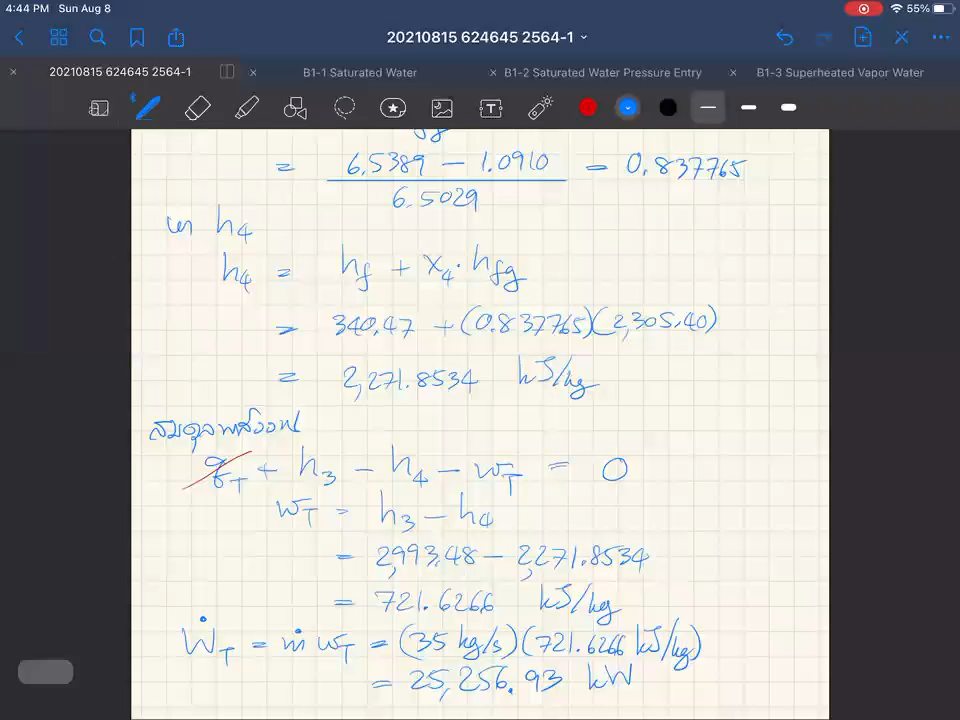 4:44 PM Sun Aug 8 55%
20210815 624645 2564-1
20210815 624645 2564-1 B1-1 Saturated Water B1-2 Saturated Water Pressure Entry B1-3 Superheated Vapor Water
fg
= (6.5389 − 1.0910) / 6.5029 = 0.837765
หา h4
h4 = hf + x4 · hfg
= 340.47 + (0.837765)(2,305.40)
= 2,271.8534 kJ/kg
สมดุลพลังงาน
qT + h3 − h4 − wT = 0
wT = h3 − h4
= 2,993.48 − 2,271.8534
= 721.6266 kJ/kg
ẆT = ṁ wT = (35 kg/s)(721.6266 kJ/kg)
= 25,256.93 kW